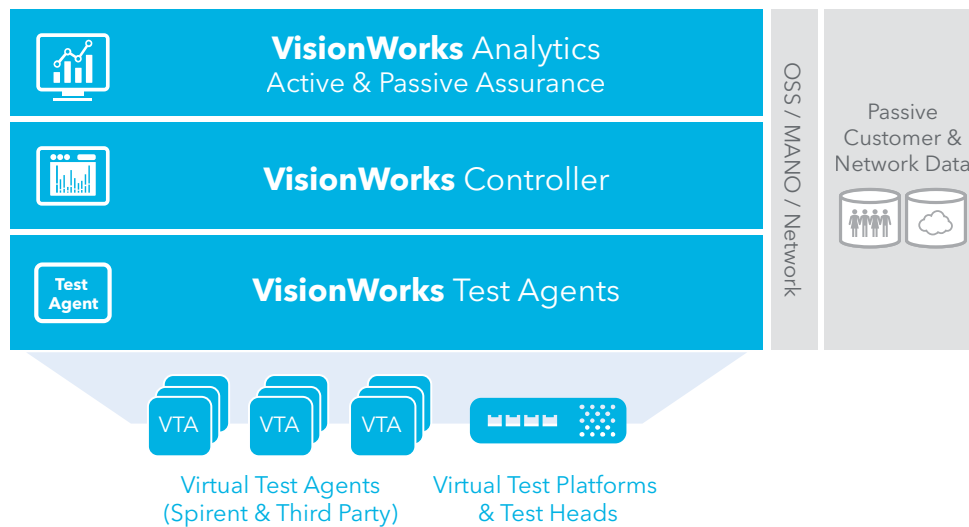 VisionWorks Analytics
Active & Passive Assurance
VisionWorks Controller
Test
Agent
VisionWorks Test Agents
OSS / MANO / Network
Passive
Customer &
Network Data
VTA
VTA
VTA
Virtual Test Agents
(Spirent & Third Party)
Virtual Test Platforms
& Test Heads